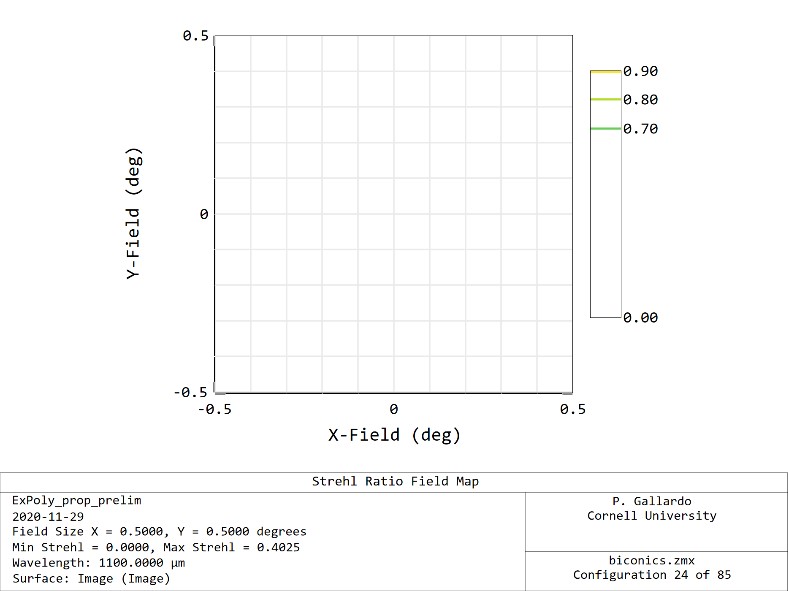 0.5
0.90
0.80
0.70
Y-Field (deg)
0
0.00
-0.5
-0.5
0
0.5
X-Field (deg)
Strehl Ratio Field Map
ExPoly_prop_prelim
2020-11-29
Field Size X = 0.5000, Y = 0.5000 degrees
Min Strehl = 0.0000, Max Strehl = 0.4025
Wavelength: 1100.0000 µm
Surface: Image (Image)
P. Gallardo
Cornell University
biconics.zmx
Configuration 24 of 85